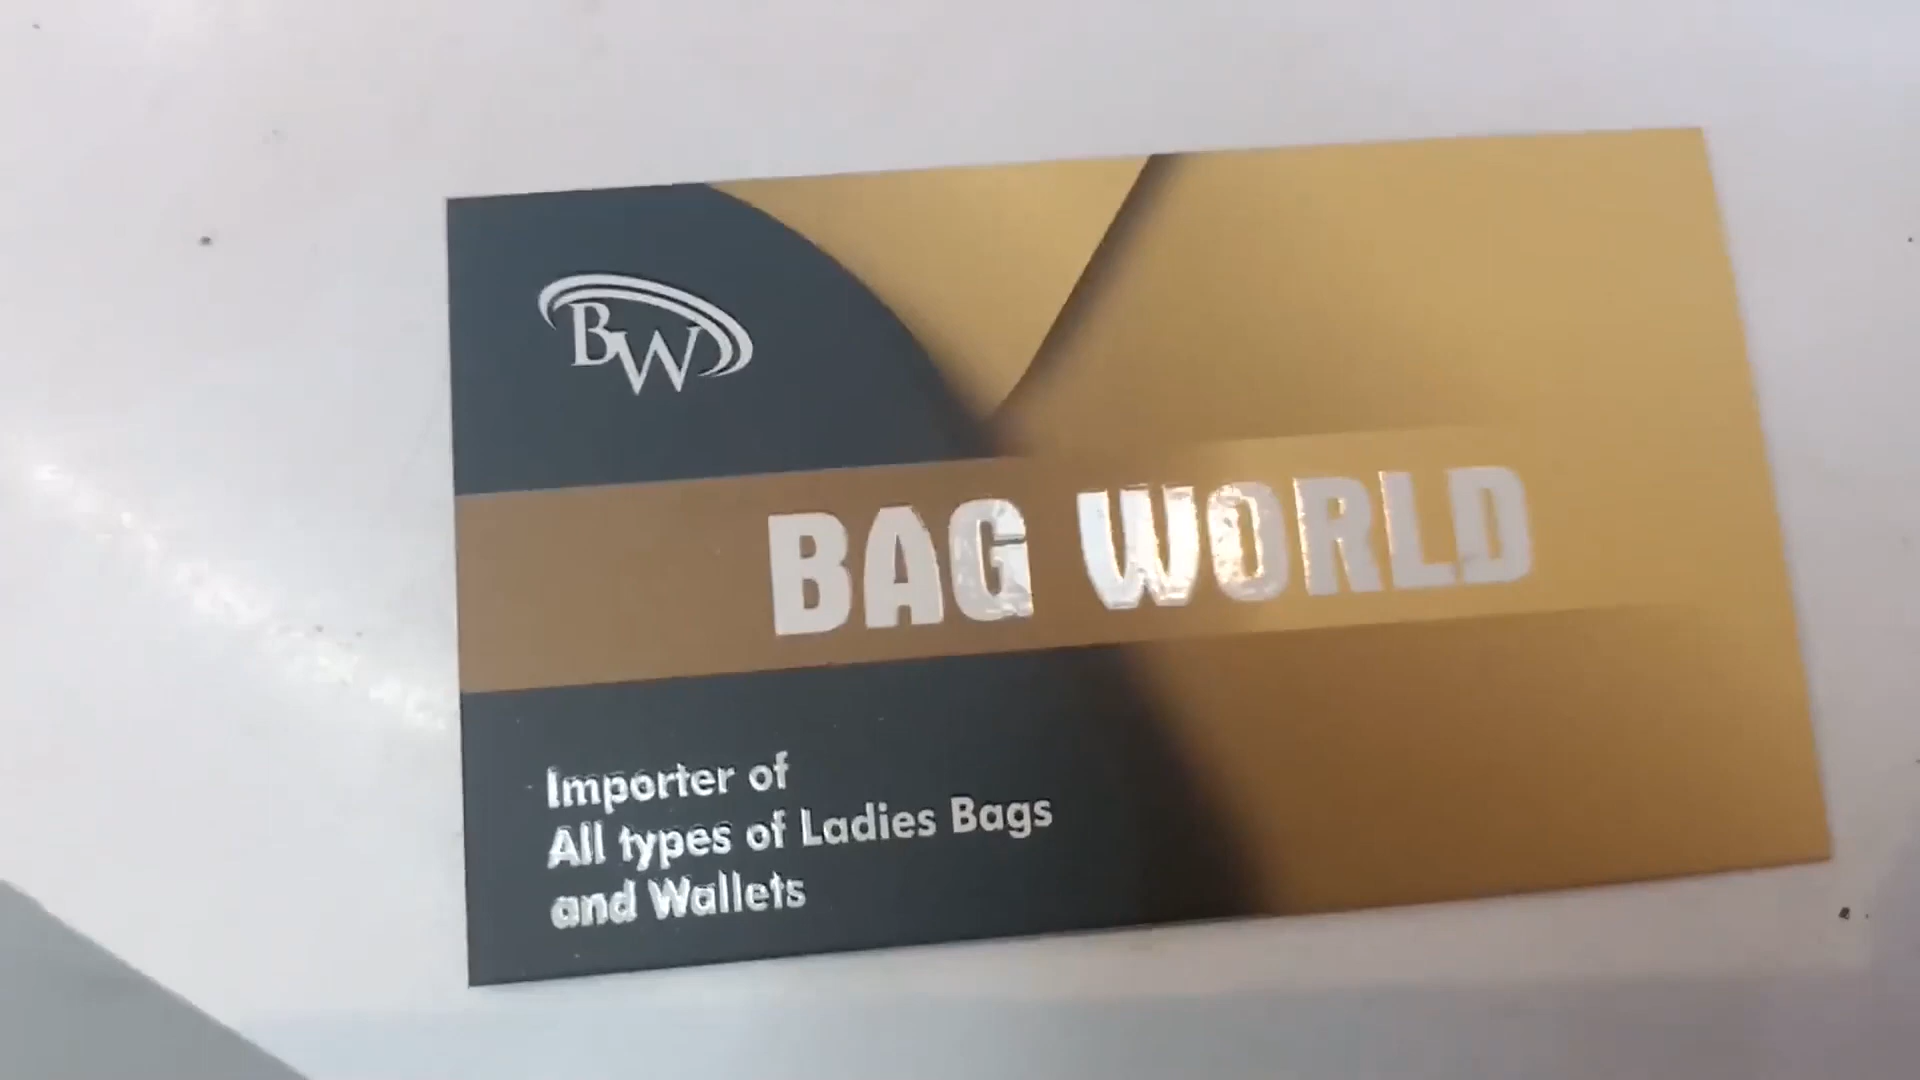 BW
BAG WORLD
Importer of
All types of Ladies Bags
and Wallets